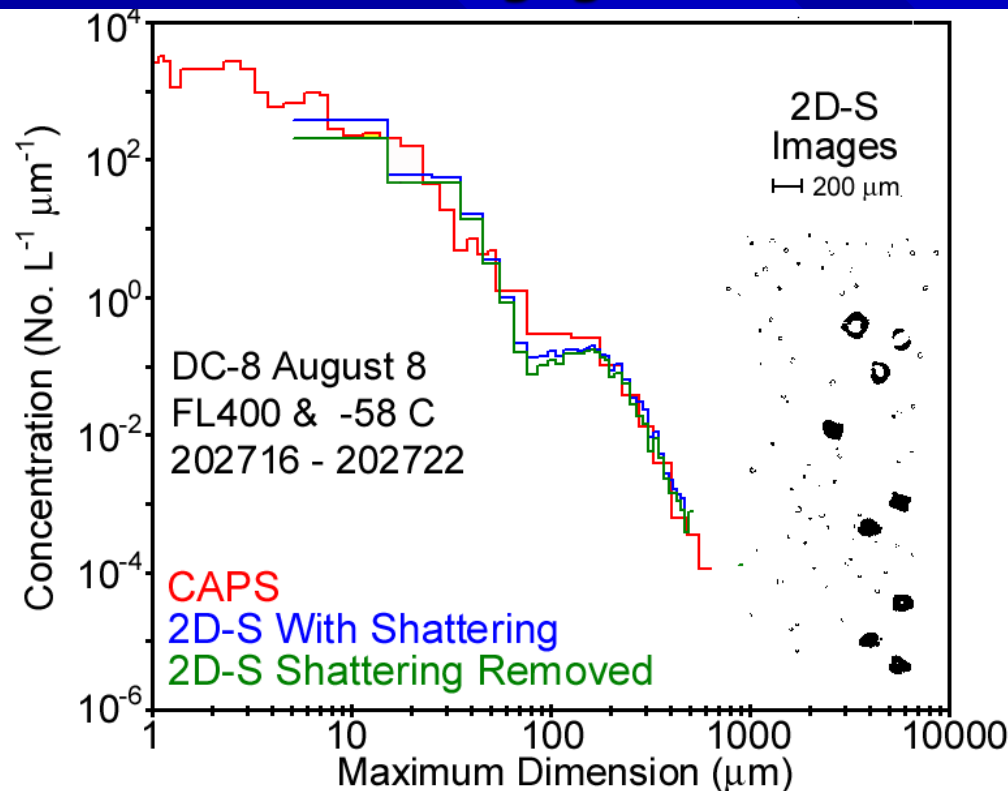 10^4
10^2
10^0
10^-2
10^-4
10^-6
Concentration (No. L^-1 μm^-1)
2D-S
Images
200 μm
DC-8 August 8
FL400 & -58 C
202716 - 202722
CAPS
2D-S With Shattering
2D-S Shattering Removed
1 10 100 1000 10000
Maximum Dimension (μm)